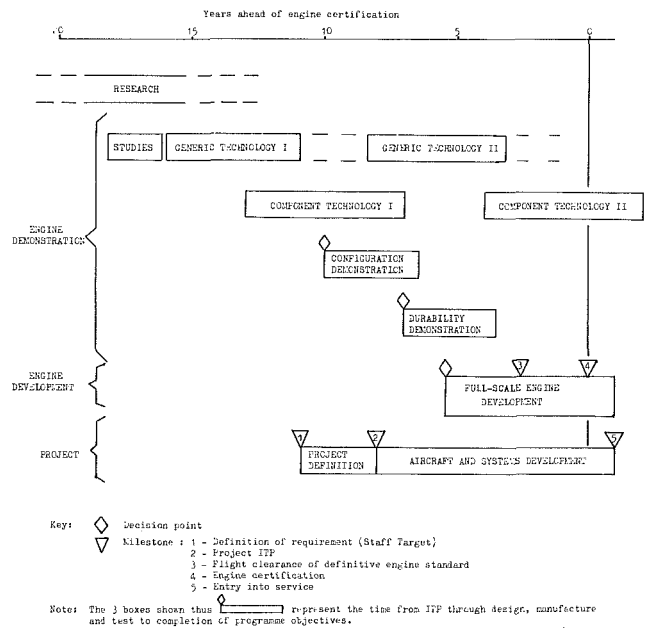 Years ahead of engine certification
.0 15 10 5 0
RESEARCH
STUDIES GENERIC TECHNOLOGY I GENERIC TECHNOLOGY II
COMPONENT TECHNOLOGY I COMPONENT TECHNOLOGY II
ENGINE
DEMONSTRATION
CONFIGURATION
DEMONSTRATION
DURABILITY
DEMONSTRATION
3 4
ENGINE
DEVELOPMENT
FULL-SCALE ENGINE
DEVELOPMENT
1 2 5
PROJECT
PROJECT
DEFINITION
AIRCRAFT AND SYSTEMS DEVELOPMENT
Key: Decision point
Milestone : 1 - Definition of requirement (Staff Target)
2 - Project ITP
3 - Flight clearance of definitive engine standard
4 - Engine certification
5 - Entry into service
Note: The 3 boxes shown thus represent the time from ITP through design, manufacture
and test to completion of programme objectives.